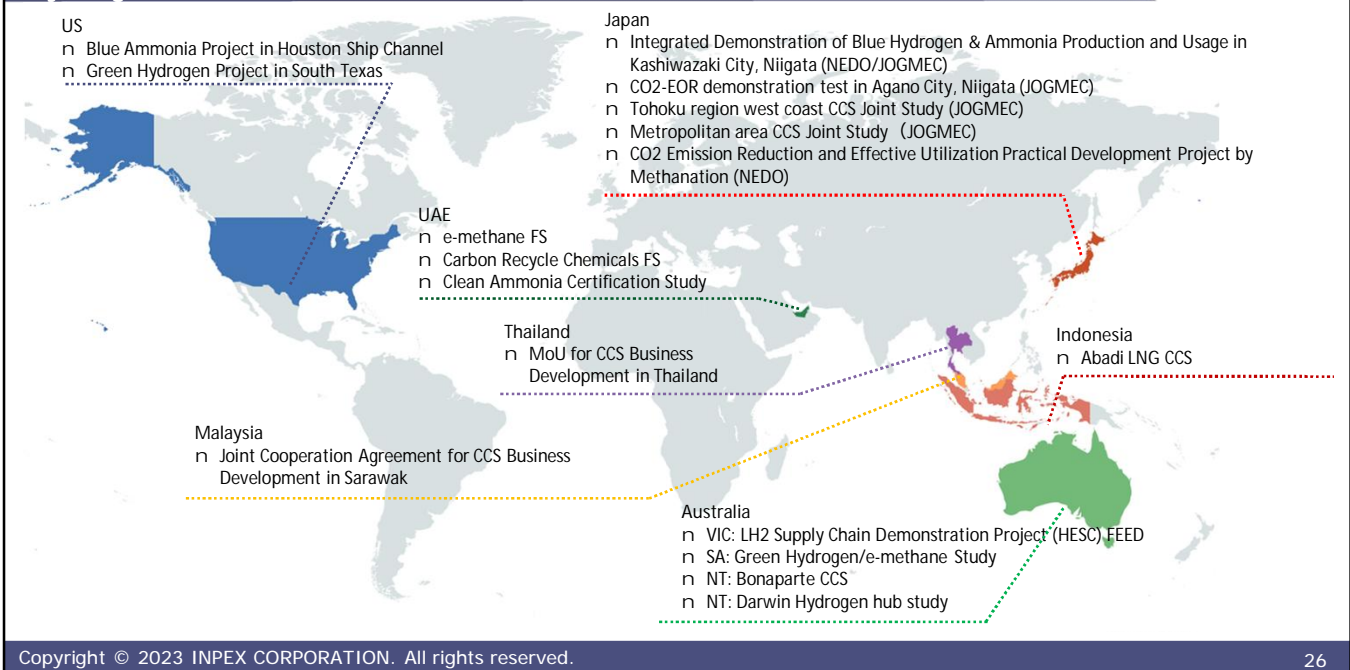 US
n Blue Ammonia Project in Houston Ship Channel
n Green Hydrogen Project in South Texas
Japan
n Integrated Demonstration of Blue Hydrogen & Ammonia Production and Usage in
Kashiwazaki City, Niigata (NEDO/JOGMEC)
n CO2-EOR demonstration test in Agano City, Niigata (JOGMEC)
n Tohoku region west coast CCS Joint Study (JOGMEC)
n Metropolitan area CCS Joint Study (JOGMEC)
n CO2 Emission Reduction and Effective Utilization Practical Development Project by
Methanation (NEDO)
UAE
n e-methane FS
n Carbon Recycle Chemicals FS
n Clean Ammonia Certification Study
Thailand
n MoU for CCS Business
Development in Thailand
Indonesia
n Abadi LNG CCS
Malaysia
n Joint Cooperation Agreement for CCS Business
Development in Sarawak
Australia
n VIC: LH2 Supply Chain Demonstration Project (HESC) FEED
n SA: Green Hydrogen/e-methane Study
n NT: Bonaparte CCS
n NT: Darwin Hydrogen hub study
Copyright © 2023 INPEX CORPORATION. All rights reserved.
26